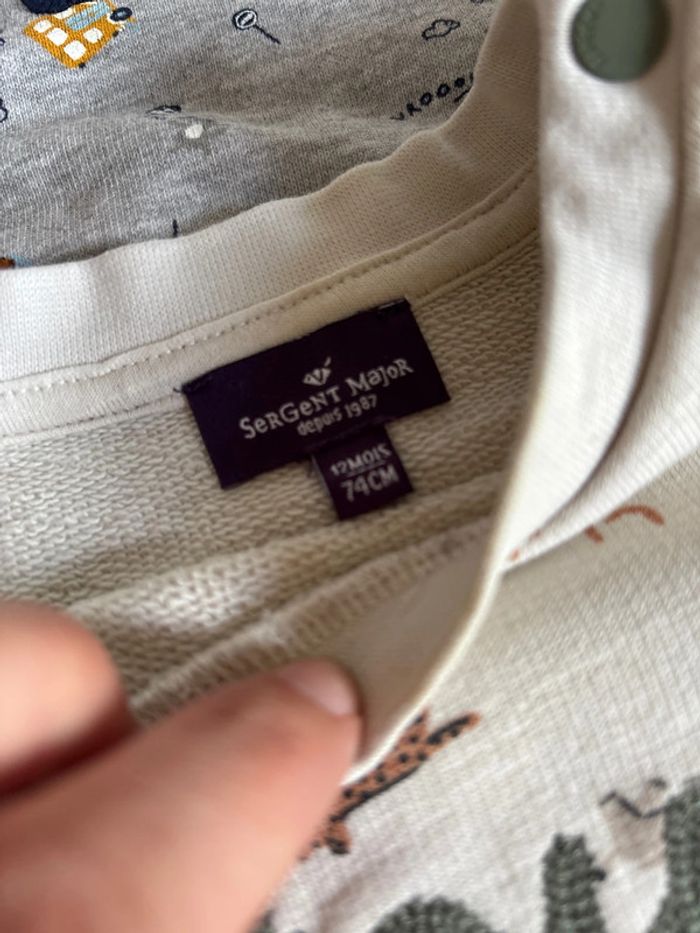 SeRGeNT MajoR
depuis 1987
12MOIS
74CM